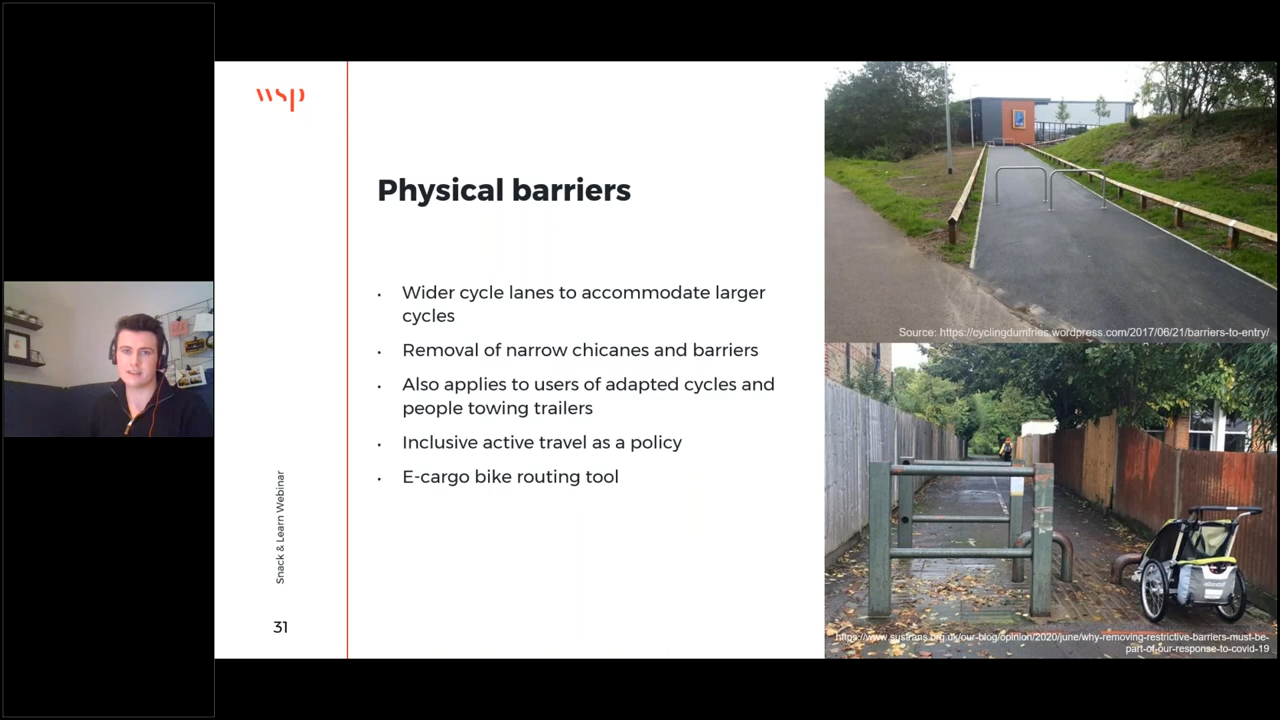 wsp
Physical barriers
· Wider cycle lanes to accommodate larger
cycles
· Removal of narrow chicanes and barriers
· Also applies to users of adapted cycles and
people towing trailers
· Inclusive active travel as a policy
· E-cargo bike routing tool
Snack & Learn Webinar
31
Source: https://cyclingdumfries.wordpress.com/2017/06/21/barriers-to-entry/
https://www.sustrans.org.uk/our-blog/opinion/2020/june/why-removing-restrictive-barriers-must-be-
part-of-our-response-to-covid-19